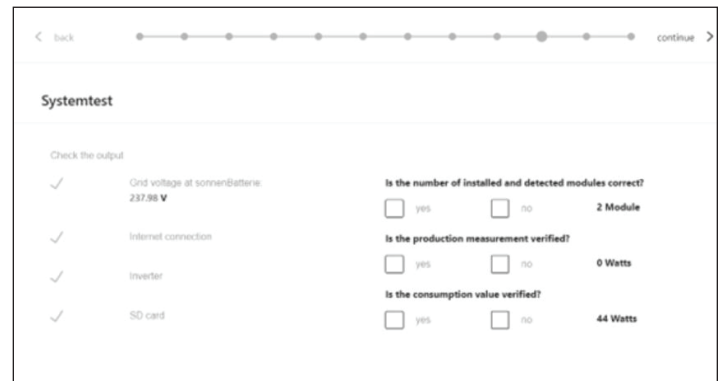 back
continue
Systemtest
Check the output
Grid voltage at sonnenBatterie:
237.98 V
Internet connection
Inverter
SD card
Is the number of installed and detected modules correct?
yes no 2 Module
Is the production measurement verified?
yes no 0 Watts
Is the consumption value verified?
yes no 44 Watts